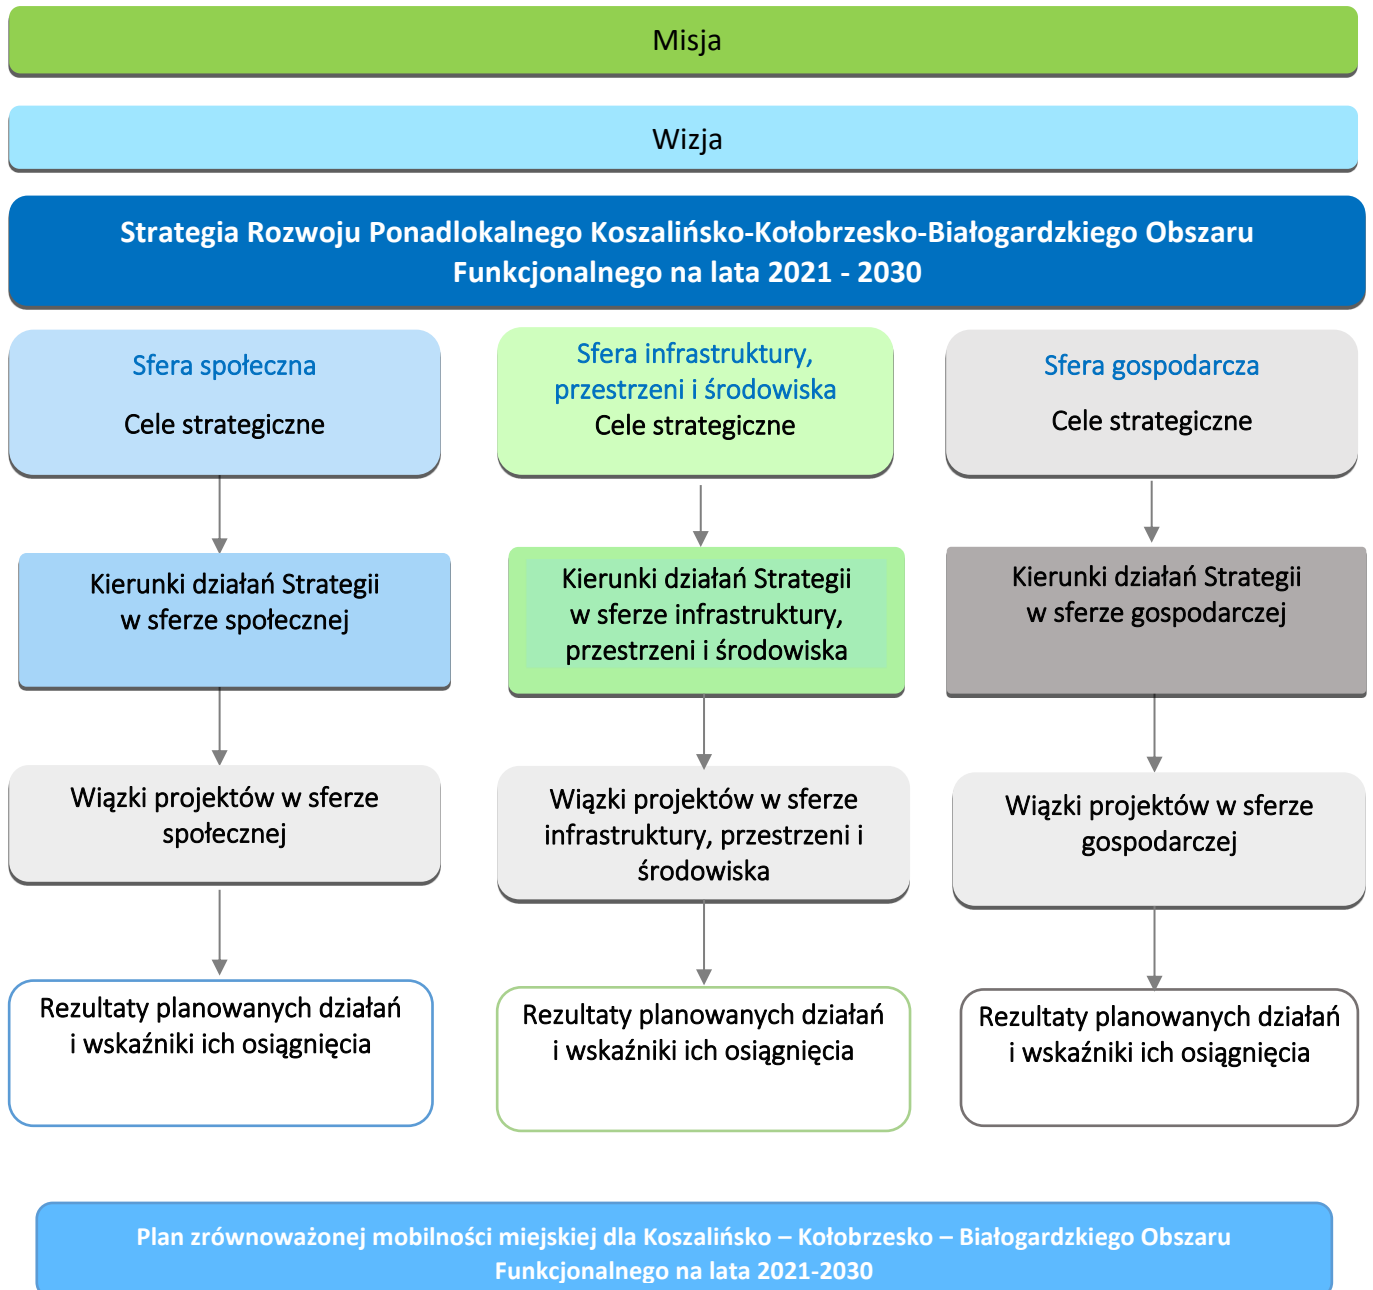 Misja
Wizja
Strategia Rozwoju Ponadlokalnego Koszalińsko-Kołobrzesko-Białogardzkiego Obszaru
Funkcjonalnego na lata 2021 - 2030
Sfera społeczna
Cele strategiczne
Sfera infrastruktury,
przestrzeni i środowiska
Cele strategiczne
Sfera gospodarcza
Cele strategiczne
Kierunki działań Strategii
w sferze społecznej
Kierunki działań Strategii
w sferze infrastruktury,
przestrzeni i środowiska
Kierunki działań Strategii
w sferze gospodarczej
Wiązki projektów w sferze
społecznej
Wiązki projektów w sferze
infrastruktury, przestrzeni i
środowiska
Wiązki projektów w sferze
gospodarczej
Rezultaty planowanych działań
i wskaźniki ich osiągnięcia
Rezultaty planowanych działań
i wskaźniki ich osiągnięcia
Rezultaty planowanych działań
i wskaźniki ich osiągnięcia
Plan zrównoważonej mobilności miejskiej dla Koszalińsko – Kołobrzesko – Białogardzkiego Obszaru
Funkcjonalnego na lata 2021-2030